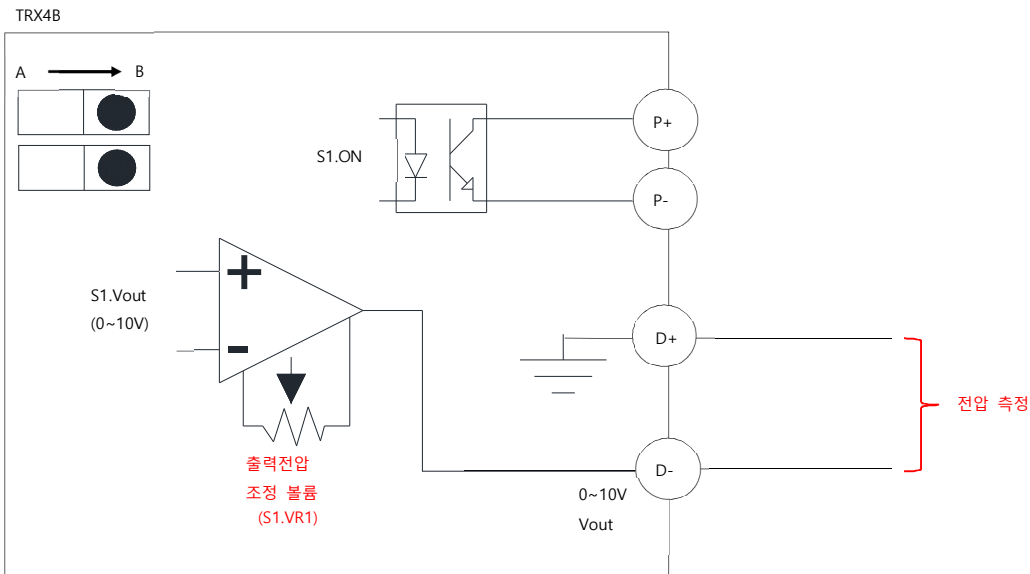 TRX4B
A
B
P+
S1.ON
P-
S1.Vout
(0~10V)
D+
전압 측정
출력전압
조정 볼륨
(S1.VR1)
D-
0~10V
Vout